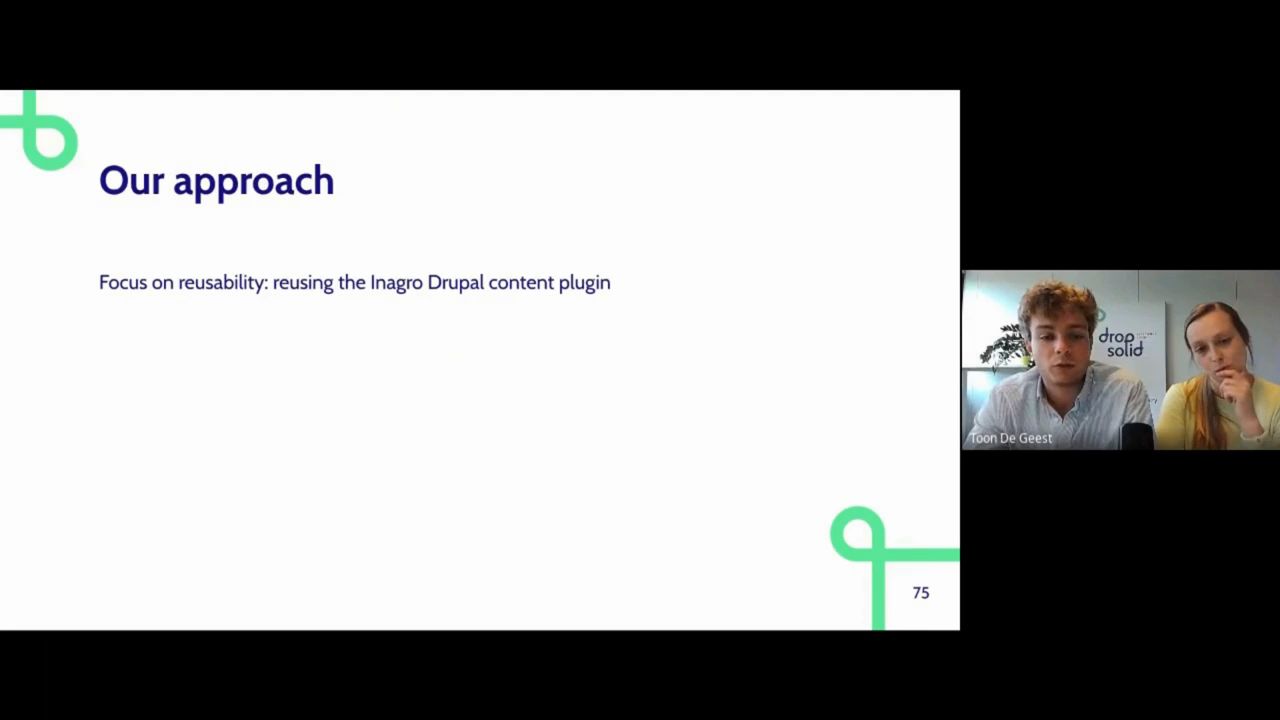 Our approach
Focus on reusability: reusing the Inagro Drupal content plugin
75
drop
solid
Toon De Geest